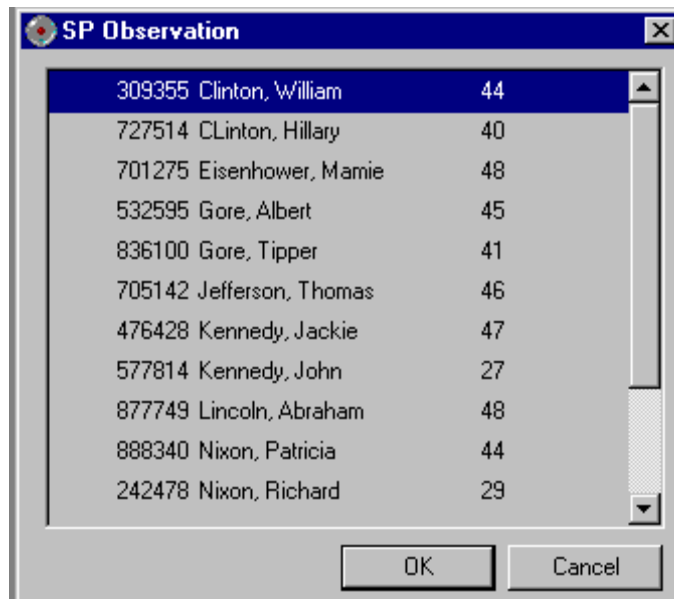 SP Observation
309355 Clinton, William 44
727514 CLinton, Hillary 40
701275 Eisenhower, Mamie 48
532595 Gore, Albert 45
836100 Gore, Tipper 41
705142 Jefferson, Thomas 46
476428 Kennedy, Jackie 47
577814 Kennedy, John 27
877749 Lincoln, Abraham 48
888340 Nixon, Patricia 44
242478 Nixon, Richard 29
OK Cancel